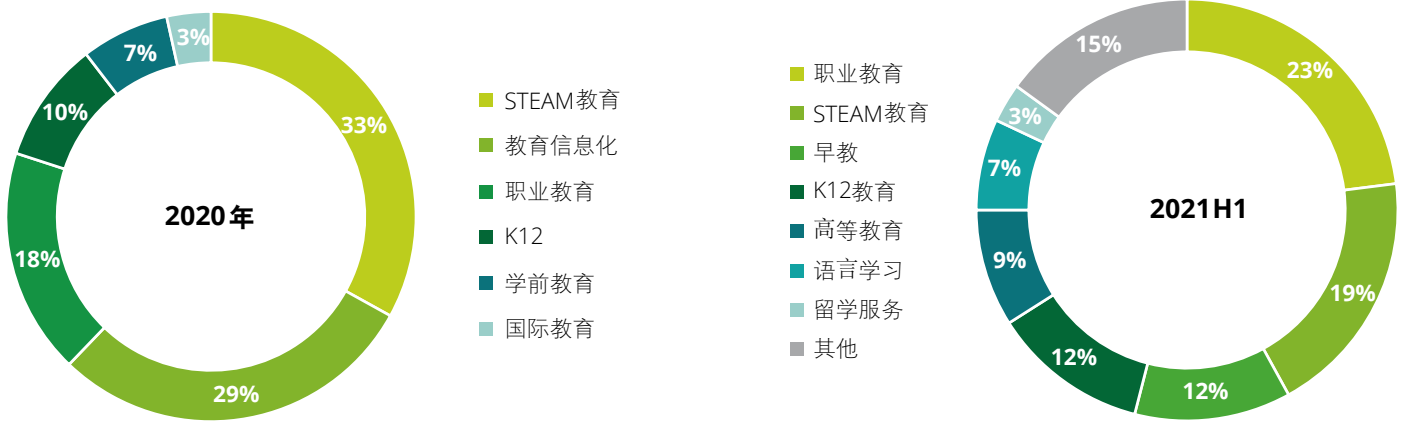 3%
7%
10%
33%
18%
29%
2020年
STEAM教育
教育信息化
职业教育
K12
学前教育
国际教育
职业教育
STEAM教育
早教
K12教育
高等教育
语言学习
留学服务
其他
15%
23%
3%
7%
2021H1
9%
19%
12%
12%